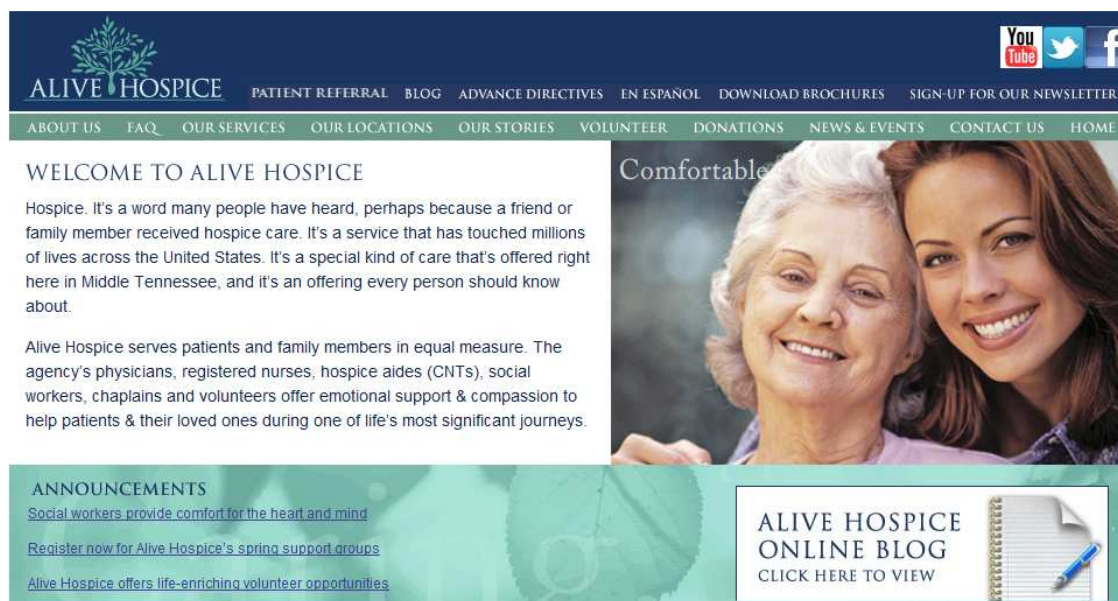 You
Tube
ALIVE HOSPICE
PATIENT REFERRAL BLOG ADVANCE DIRECTIVES EN ESPAÑOL DOWNLOAD BROCHURES SIGN-UP FOR OUR NEWSLETTER
ABOUT US FAQ OUR SERVICES OUR LOCATIONS OUR STORIES VOLUNTEER DONATIONS NEWS & EVENTS CONTACT US HOME
WELCOME TO ALIVE HOSPICE
Hospice. It's a word many people have heard, perhaps because a friend or
family member received hospice care. It's a service that has touched millions
of lives across the United States. It's a special kind of care that's offered right
here in Middle Tennessee, and it's an offering every person should know
about.
Alive Hospice serves patients and family members in equal measure. The
agency's physicians, registered nurses, hospice aides (CNTs), social
workers, chaplains and volunteers offer emotional support & compassion to
help patients & their loved ones during one of life's most significant journeys.
Comfortable
ANNOUNCEMENTS
Social workers provide comfort for the heart and mind
Register now for Alive Hospice's spring support groups
Alive Hospice offers life-enriching volunteer opportunities
ALIVE HOSPICE
ONLINE BLOG
CLICK HERE TO VIEW